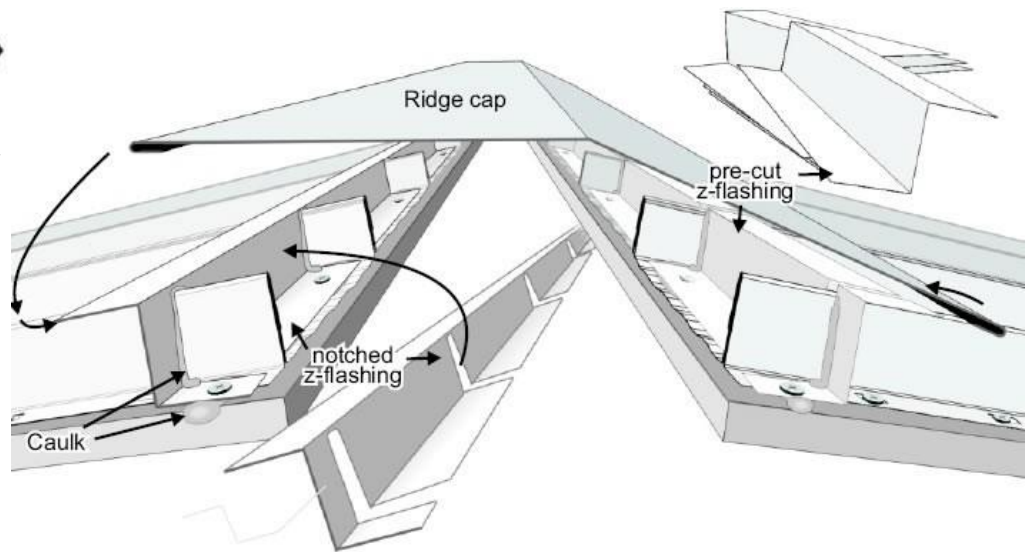 Ridge cap
pre-cut
z-flashing
notched
z-flashing
Caulk